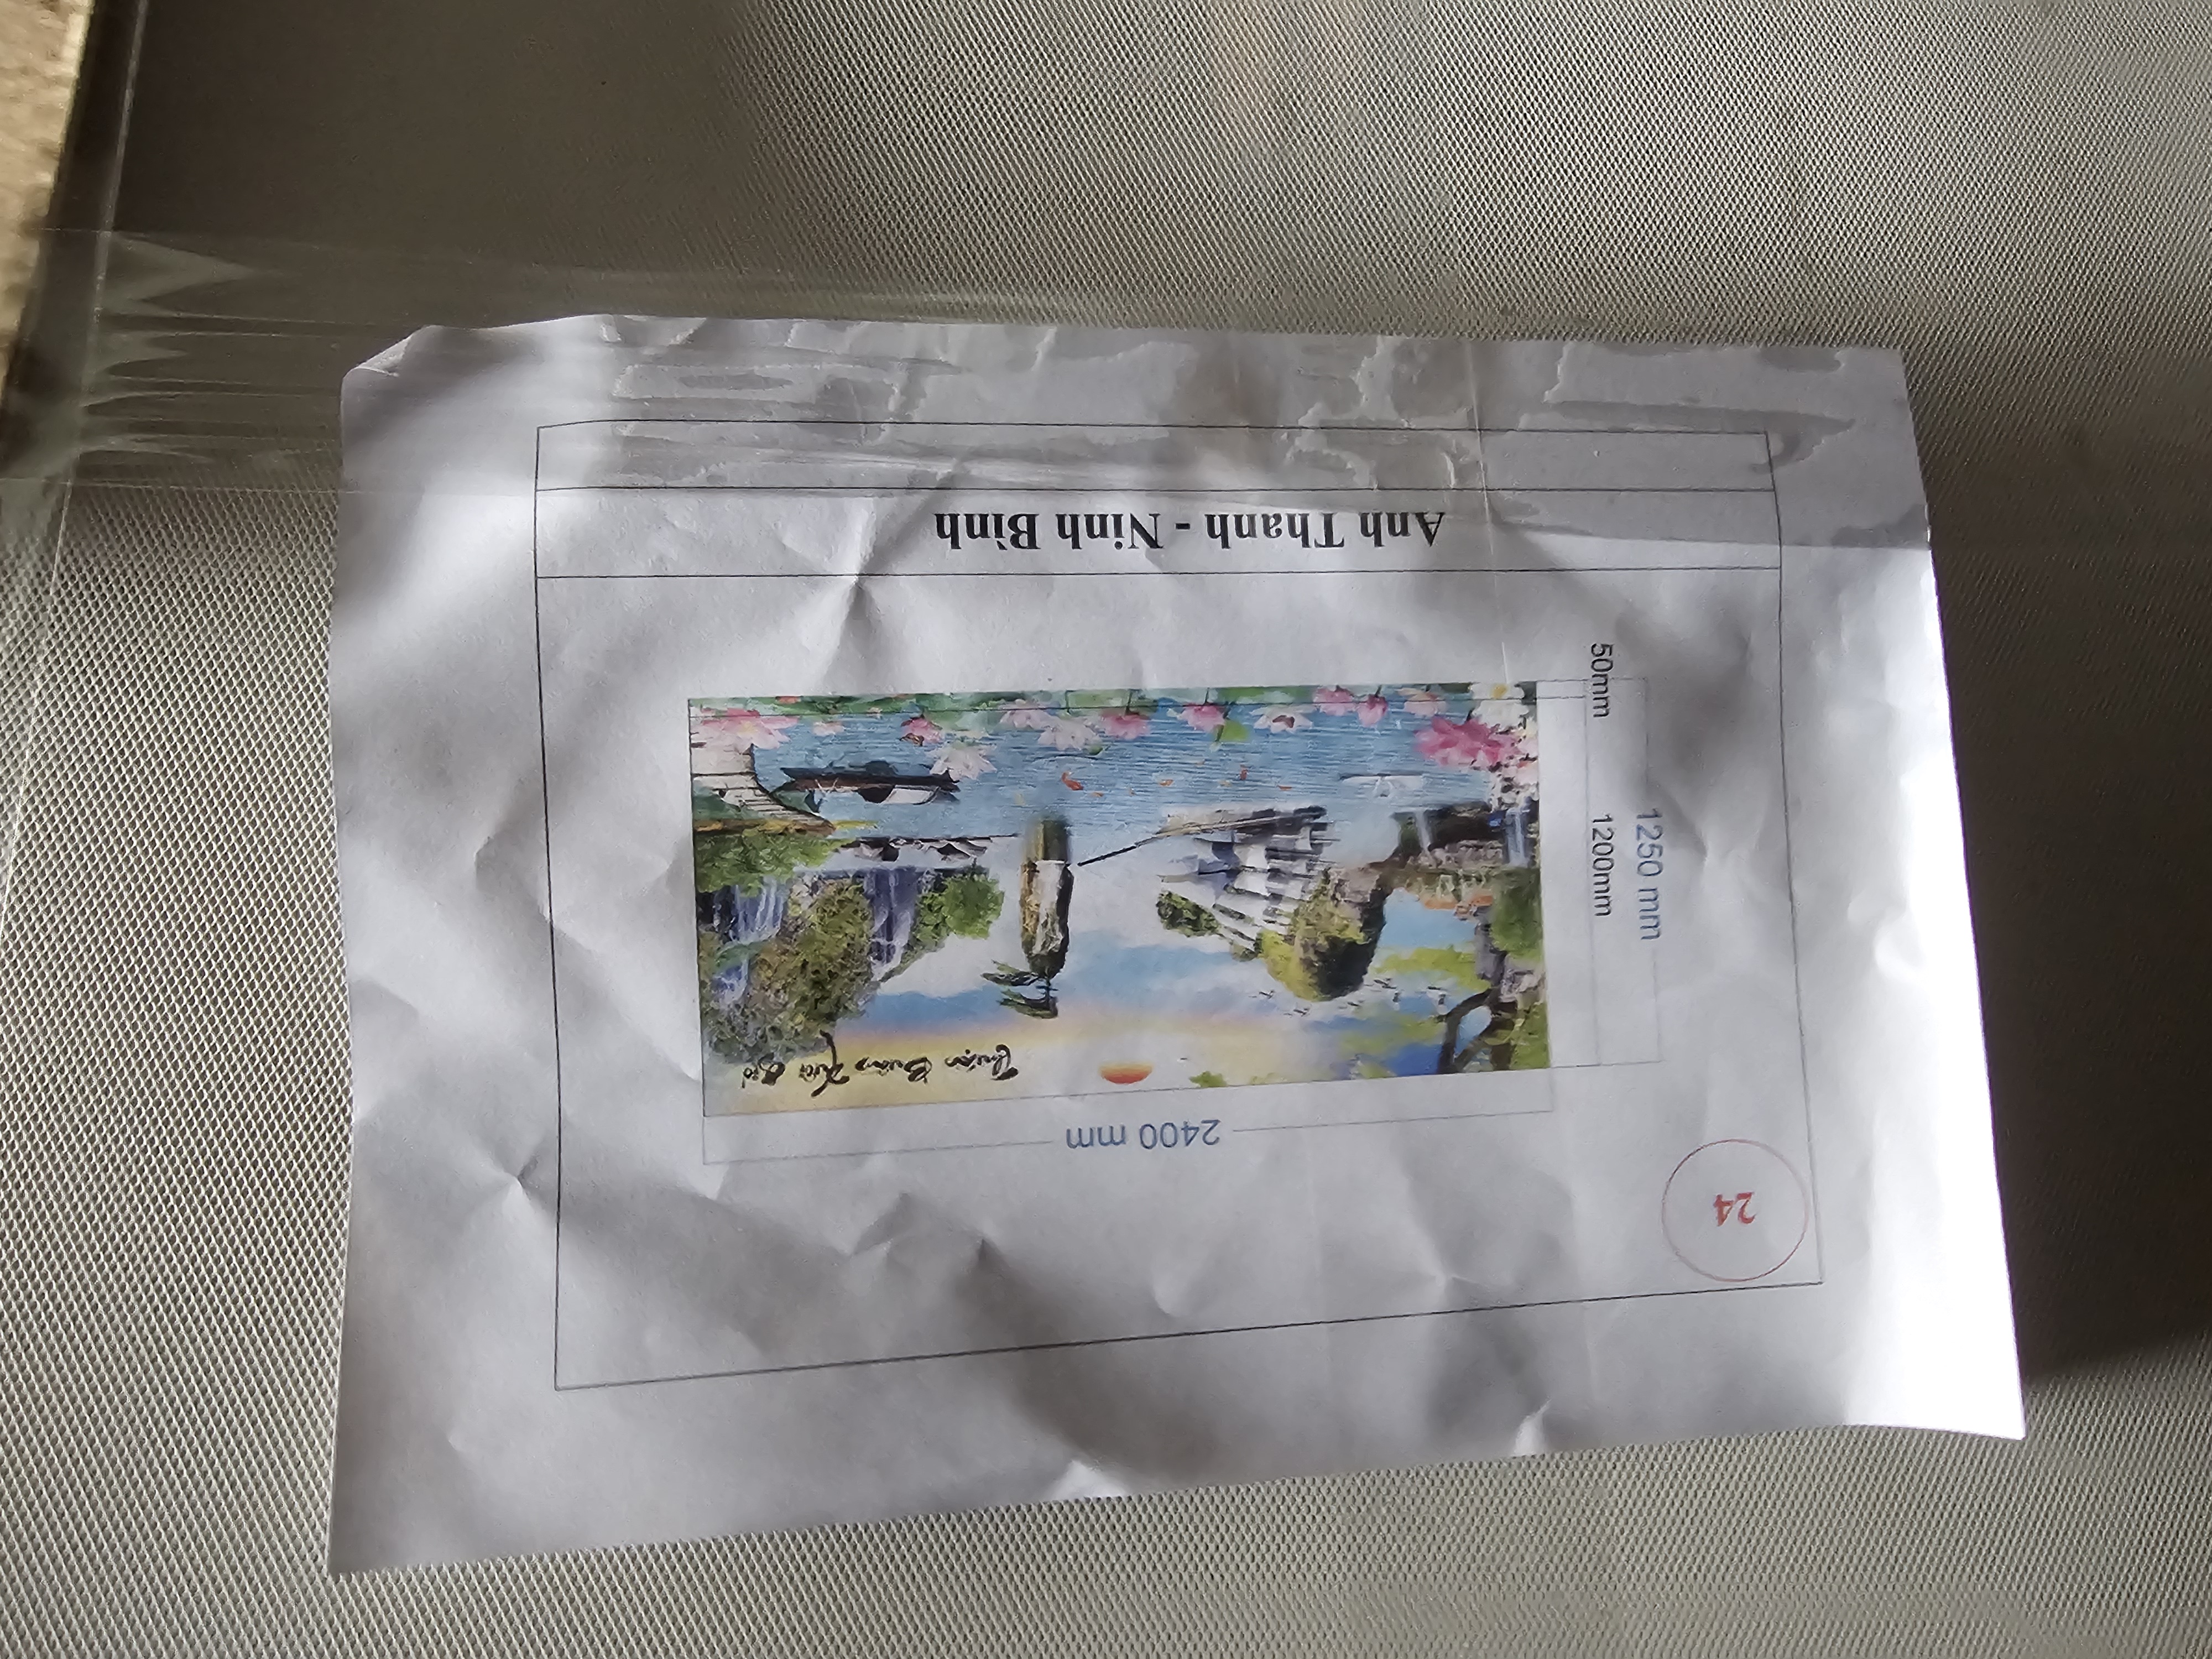 24
2400 mm
Thuận Buồm Xuôi Gió
1250 mm
1200mm
50mm
Anh Thanh - Ninh Bình